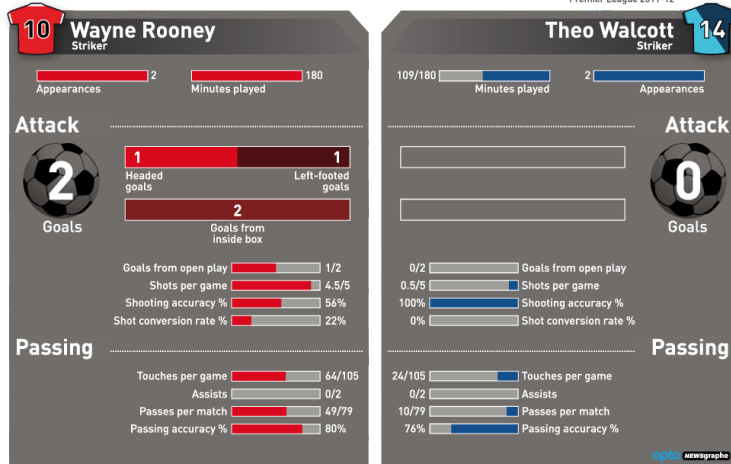 Premier League 2011-12
10
Wayne Rooney
Striker
2
Appearances
180
Minutes played
Attack
2
Goals
1
1
Headed
goals
Left-footed
goals
2
Goals from
inside box
Goals from open play 1/2
Shots per game 4.5/5
Shooting accuracy % 56%
Shot conversion rate % 22%
Passing
Touches per game 64/105
Assists 0/2
Passes per match 49/79
Passing accuracy % 80%
Theo Walcott
Striker
14
109/180
Minutes played
2
Appearances
Attack
0
Goals
0/2 Goals from open play
0.5/5 Shots per game
100% Shooting accuracy %
0% Shot conversion rate %
Passing
24/105 Touches per game
0/2 Assists
10/79 Passes per match
76% Passing accuracy %
opta NEWSgraphe